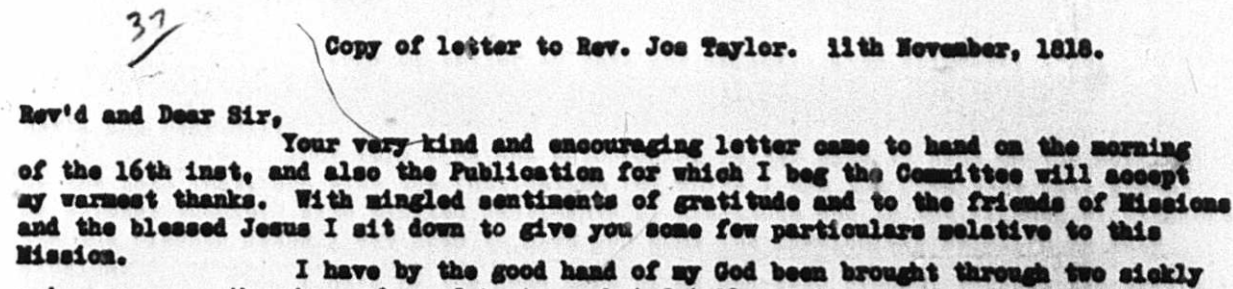 37
Copy of letter to Rev. Jos Taylor. 11th November, 1818.
Rev'd and Dear Sir,
Your very kind and encouraging letter came to hand on the morning
of the 16th inst, and also the Publication for which I beg the Committee will accept
my warmest thanks. With mingled sentiments of gratitude and to the friends of Missions
and the blessed Jesus I sit down to give you some few particulars relative to this
Mission.
I have by the good hand of my God been brought through two sickly